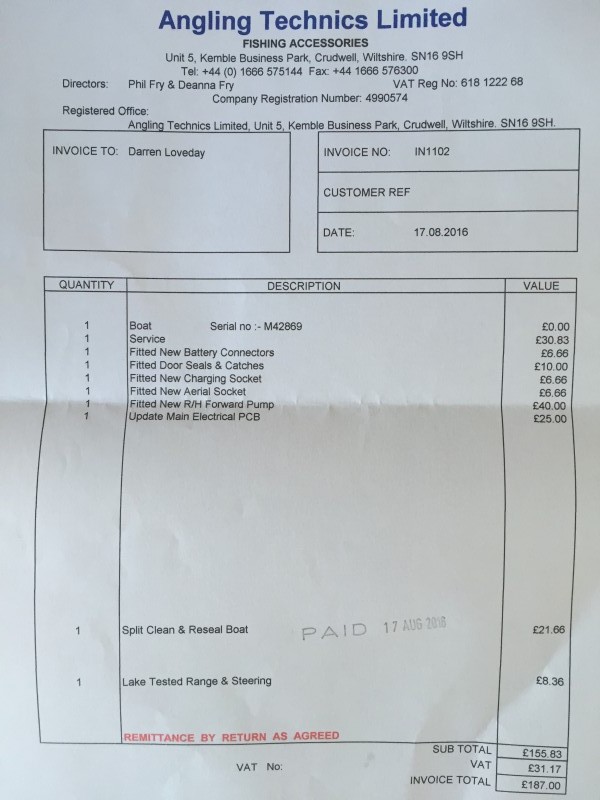 Angling Technics Limited
FISHING ACCESSORIES
Unit 5, Kemble Business Park, Crudwell, Wiltshire. SN16 9SH
Tel: +44 (0) 1666 575144 Fax: +44 1666 576300
Directors: Phil Fry & Deanna Fry VAT Reg No: 618 1222 68
Company Registration Number: 4990574
Registered Office:
Angling Technics Limited, Unit 5, Kemble Business Park, Crudwell, Wiltshire. SN16 9SH.
INVOICE TO: Darren Loveday INVOICE NO: IN1102
CUSTOMER REF
DATE: 17.08.2016
QUANTITY DESCRIPTION VALUE
1 Boat Serial no :- M42869 £0.00
1 Service £30.83
1 Fitted New Battery Connectors £6.66
1 Fitted Door Seals & Catches £10.00
1 Fitted New Charging Socket £6.66
1 Fitted New Aerial Socket £6.66
1 Fitted New R/H Forward Pump £40.00
1 Update Main Electrical PCB £25.00
1 Split Clean & Reseal Boat PAID 17 AUG 2016 £21.66
1 Lake Tested Range & Steering £8.36
REMITTANCE BY RETURN AS AGREED
SUB TOTAL £155.83
VAT No: VAT £31.17
INVOICE TOTAL £187.00